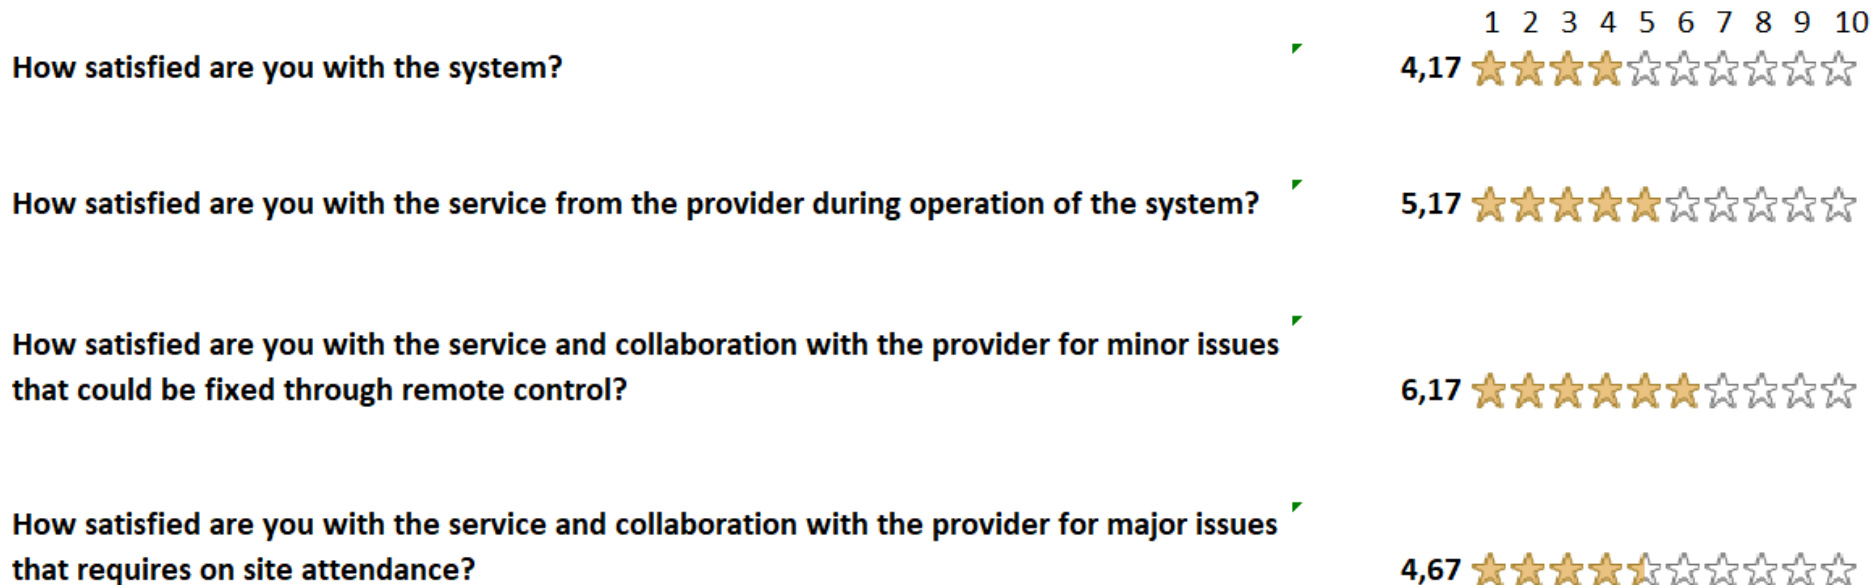 1 2 3 4 5 6 7 8 9 10
How satisfied are you with the system? 4,17
How satisfied are you with the service from the provider during operation of the system? 5,17
How satisfied are you with the service and collaboration with the provider for minor issues
that could be fixed through remote control? 6,17
How satisfied are you with the service and collaboration with the provider for major issues
that requires on site attendance? 4,67